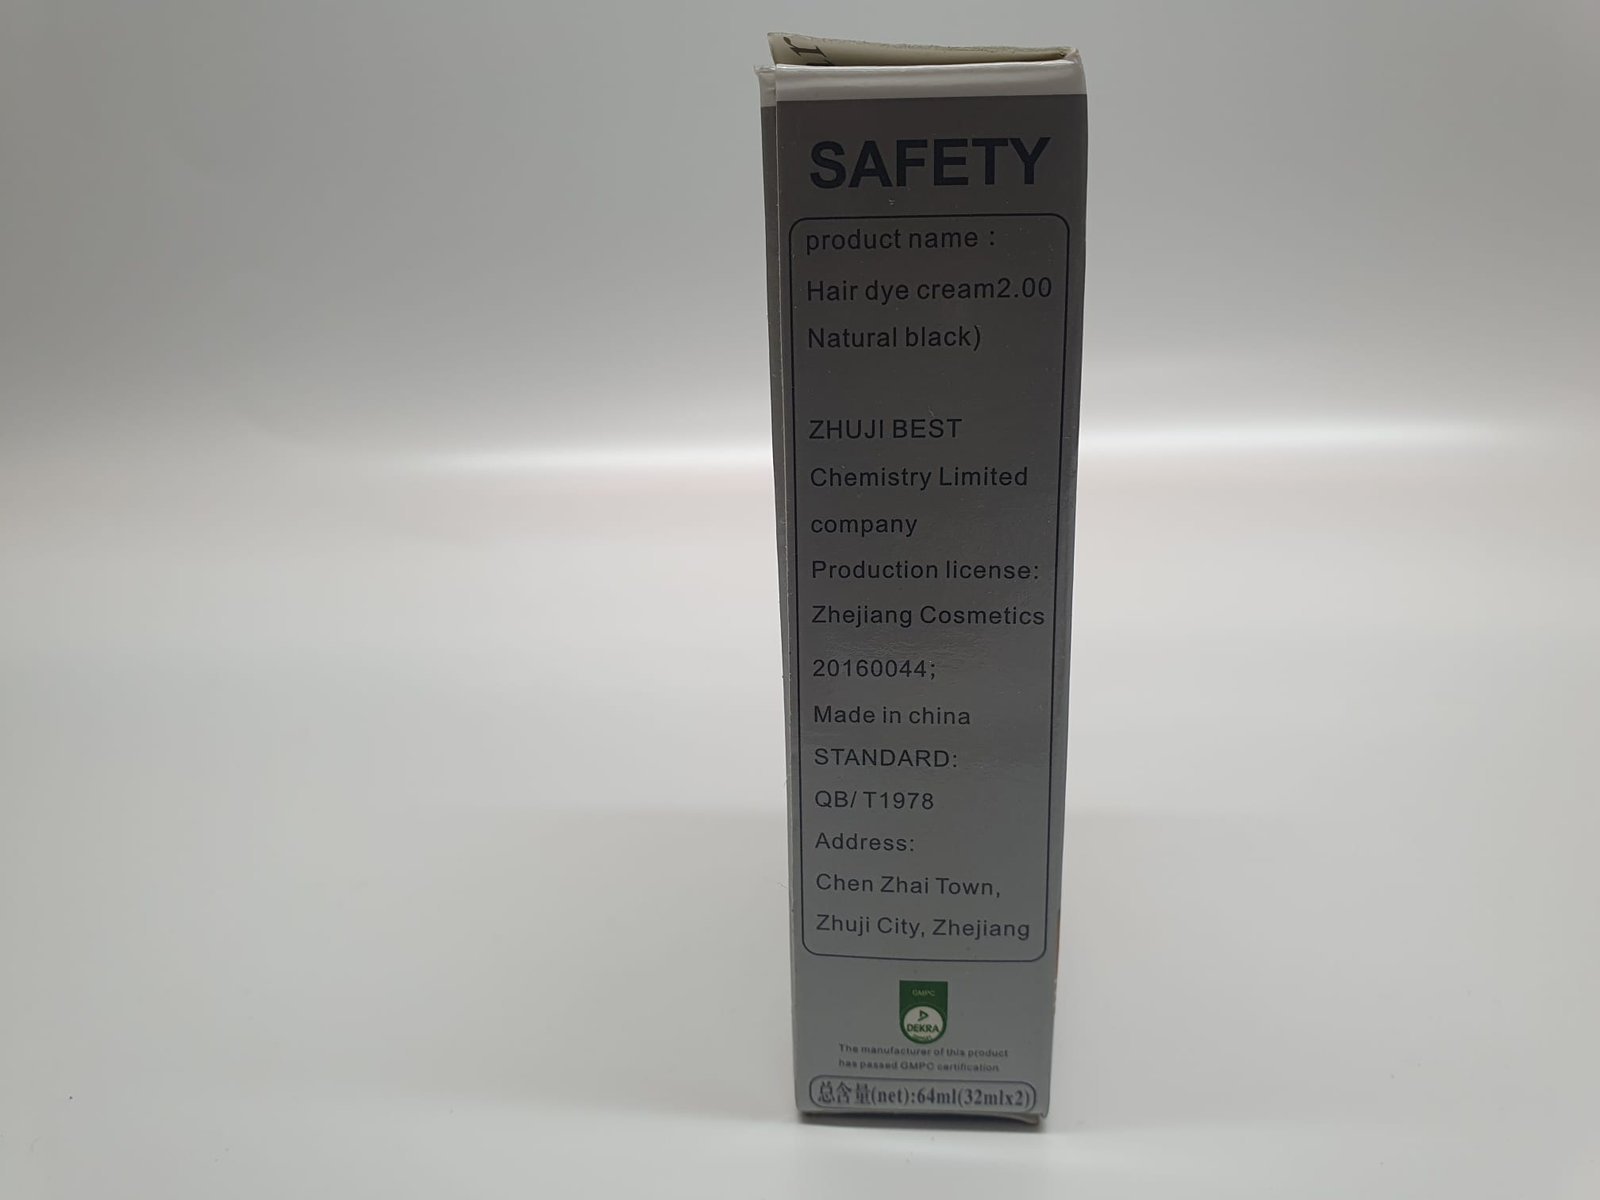 SAFETY
product name :
Hair dye cream2.00
Natural black)
ZHUJI BEST
Chemistry Limited
company
Production license:
Zhejiang Cosmetics
20160044;
Made in china
STANDARD:
QB/ T1978
Address:
Chen Zhai Town,
Zhuji City, Zhejiang
GMPC
DEKRA
The manufacturer of this product
has passed GMPC certification
总含量(net):64ml(32mlx2)